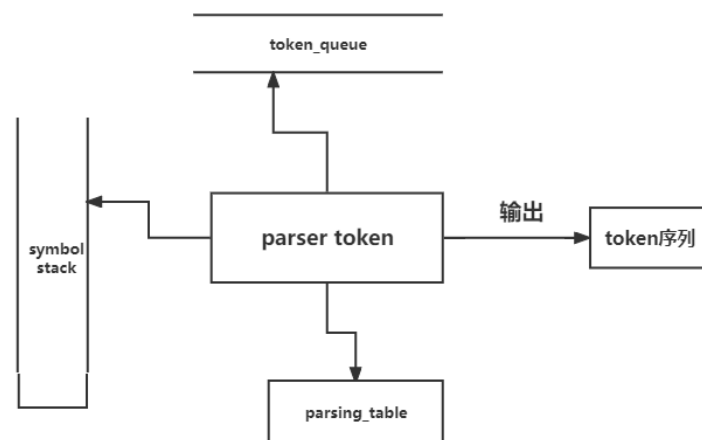 token_queue
symbol
stack
parser token
输出
token序列
parsing_table